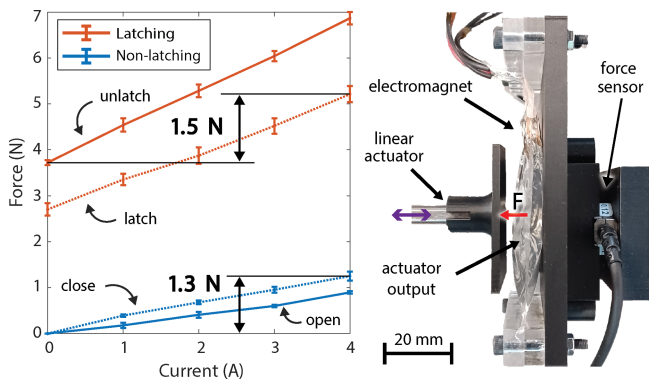 7
6
5
4
3
2
1
0
Force (N)
Latching
Non-latching
unlatch
1.5 N
latch
close
1.3 N
open
0
1
2
3
4
Current (A)
electromagnet
force
sensor
linear
actuator
F
actuator
output
20 mm